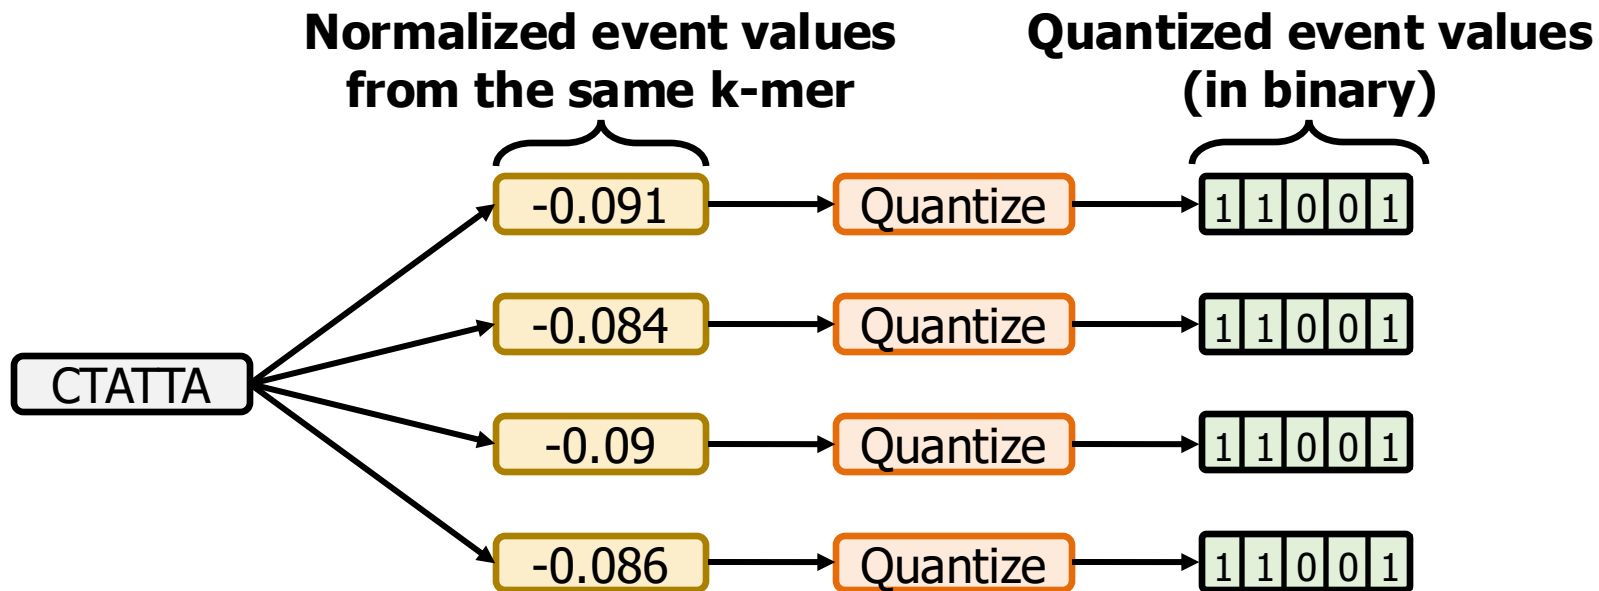 Normalized event values
from the same k-mer
Quantized event values
(in binary)
-0.091
Quantize
1 1 0 0 1
-0.084
Quantize
1 1 0 0 1
CTATTA
-0.09
Quantize
1 1 0 0 1
-0.086
Quantize
1 1 0 0 1